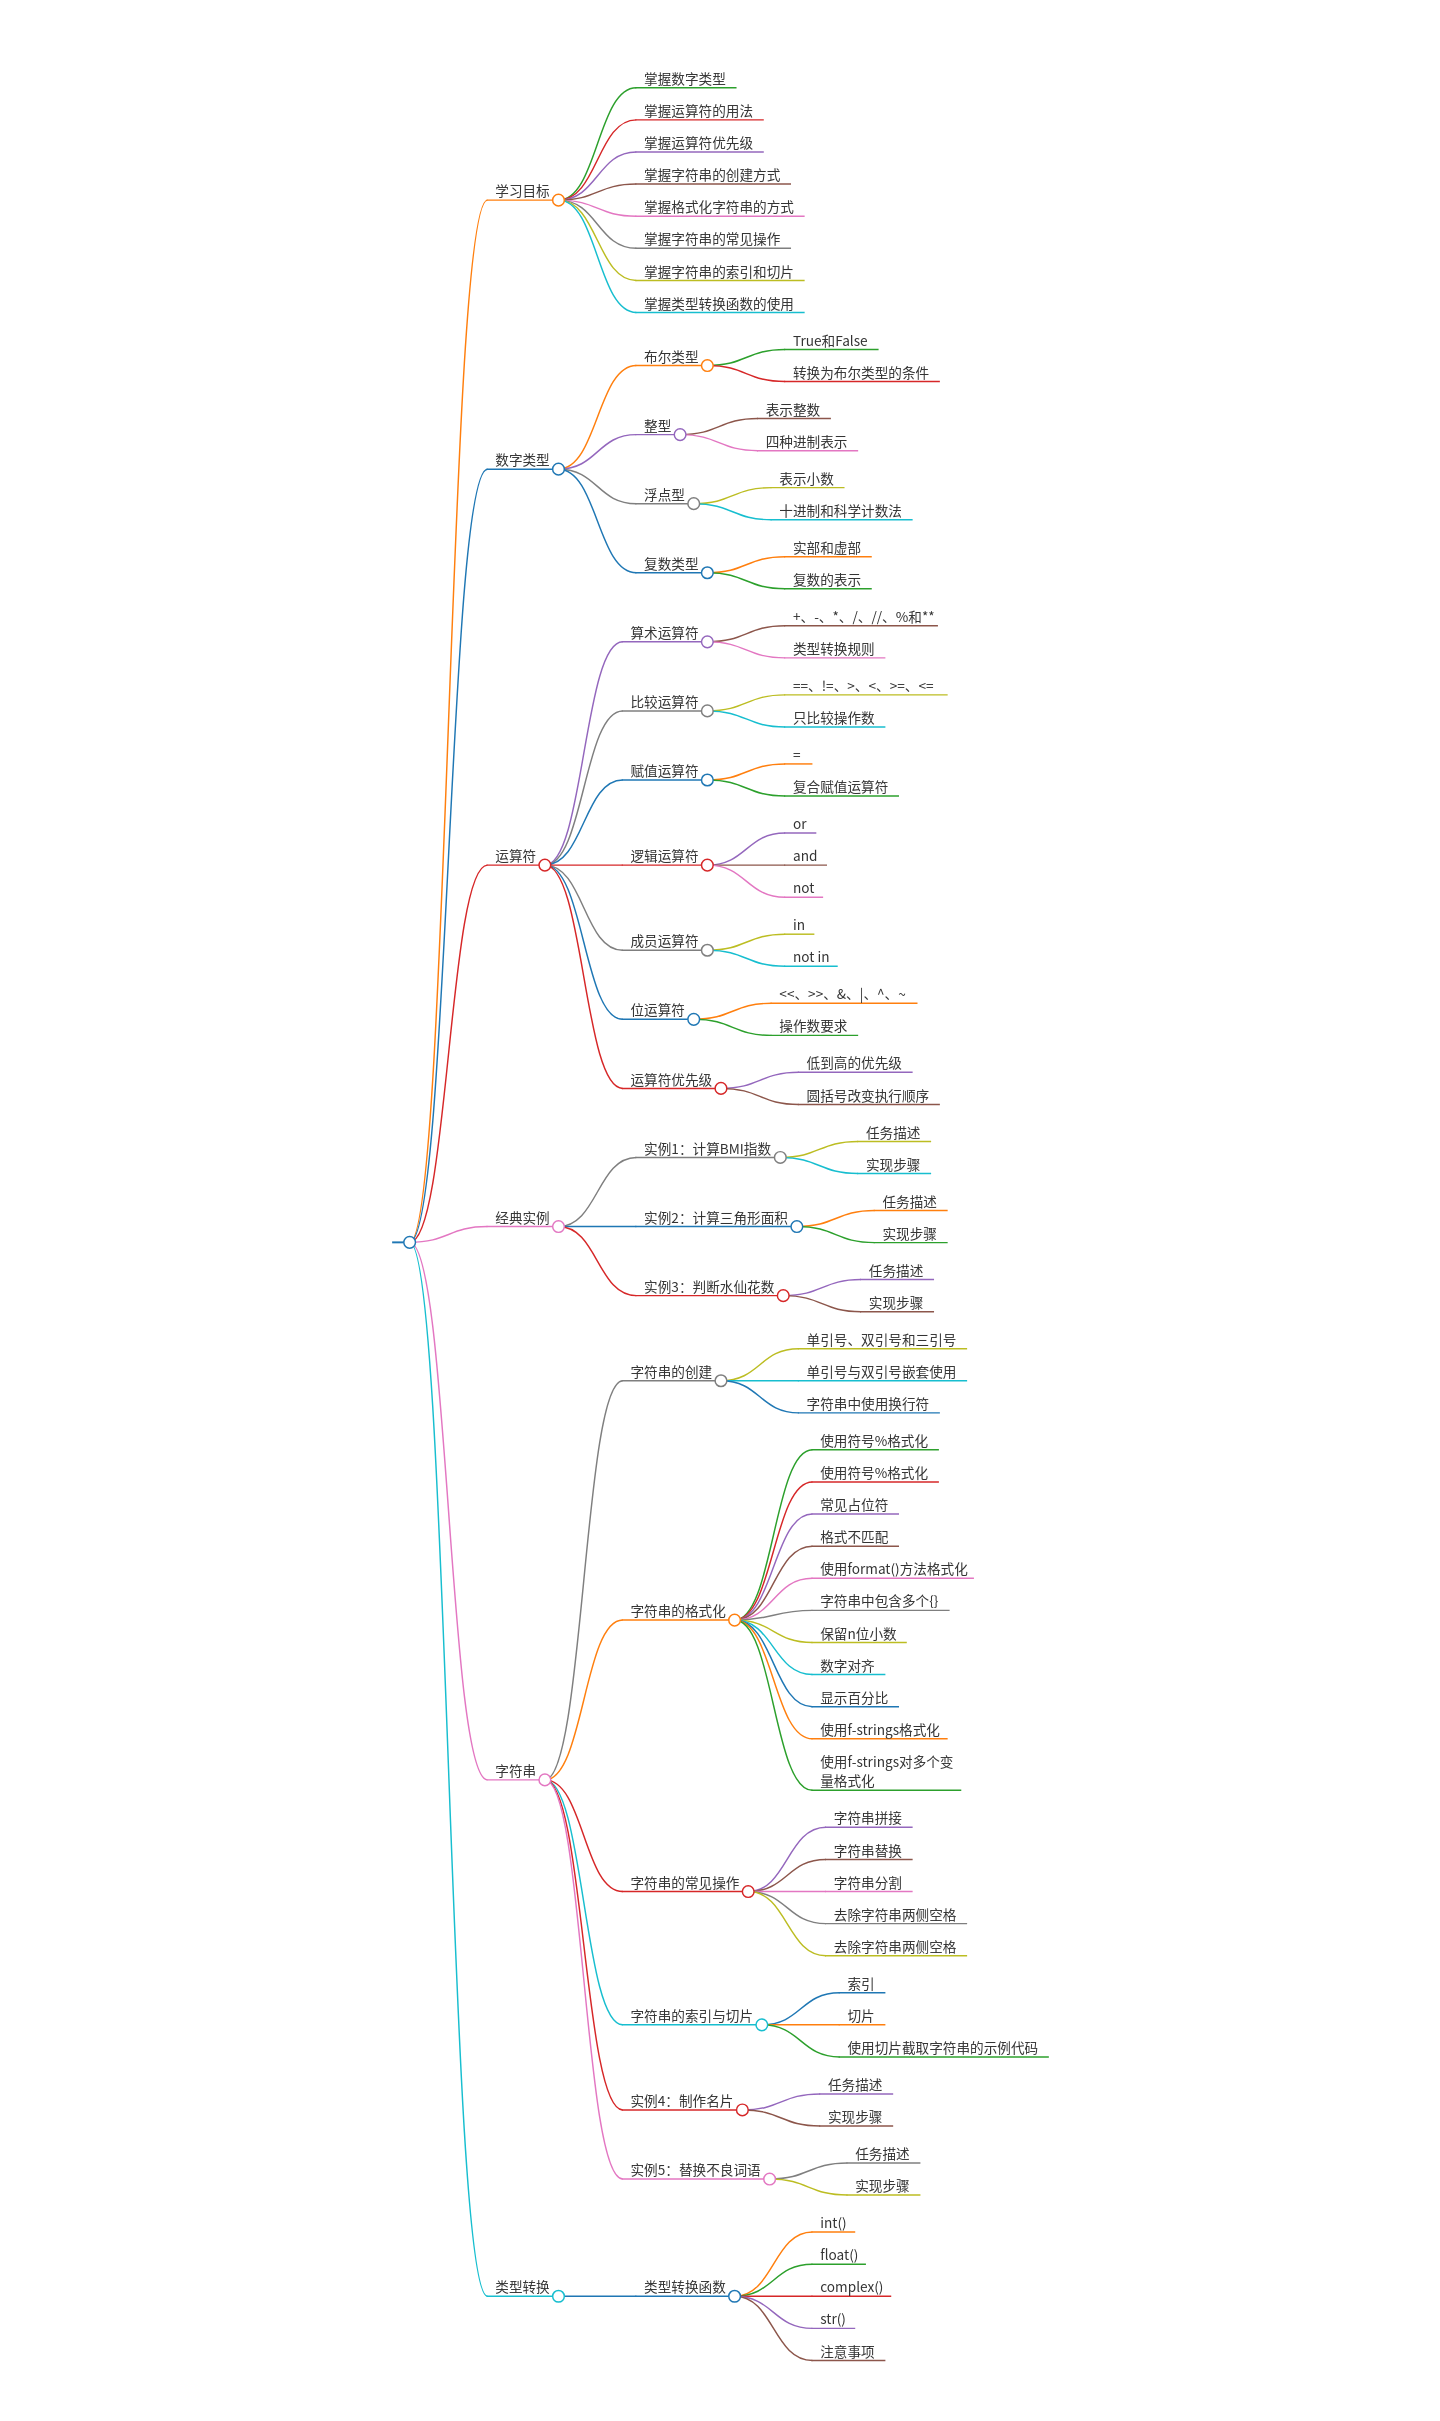 学习目标
掌握数字类型
掌握运算符的用法
掌握运算符优先级
掌握字符串的创建方式
掌握格式化字符串的方式
掌握字符串的常见操作
掌握字符串的索引和切片
掌握类型转换函数的使用
数字类型
布尔类型
True和False
转换为布尔类型的条件
整型
表示整数
四种进制表示
浮点型
表示小数
十进制和科学计数法
复数类型
实部和虚部
复数的表示
运算符
算术运算符
+、-、*、/、//、%和**
类型转换规则
比较运算符
==、!=、>、<、>=、<=
只比较操作数
赋值运算符
=
复合赋值运算符
逻辑运算符
or
and
not
成员运算符
in
not in
位运算符
<<、>>、&、|、^、~
操作数要求
运算符优先级
低到高的优先级
圆括号改变执行顺序
经典实例
实例1：计算BMI指数
任务描述
实现步骤
实例2：计算三角形面积
任务描述
实现步骤
实例3：判断水仙花数
任务描述
实现步骤
字符串
字符串的创建
单引号、双引号和三引号
单引号与双引号嵌套使用
字符串中使用换行符
字符串的格式化
使用符号%格式化
使用符号%格式化
常见占位符
格式不匹配
使用format()方法格式化
字符串中包含多个{}
保留n位小数
数字对齐
显示百分比
使用f-strings格式化
使用f-strings对多个变
量格式化
字符串的常见操作
字符串拼接
字符串替换
字符串分割
去除字符串两侧空格
去除字符串两侧空格
字符串的索引与切片
索引
切片
使用切片截取字符串的示例代码
实例4：制作名片
任务描述
实现步骤
实例5：替换不良词语
任务描述
实现步骤
类型转换
类型转换函数
int()
float()
complex()
str()
注意事项